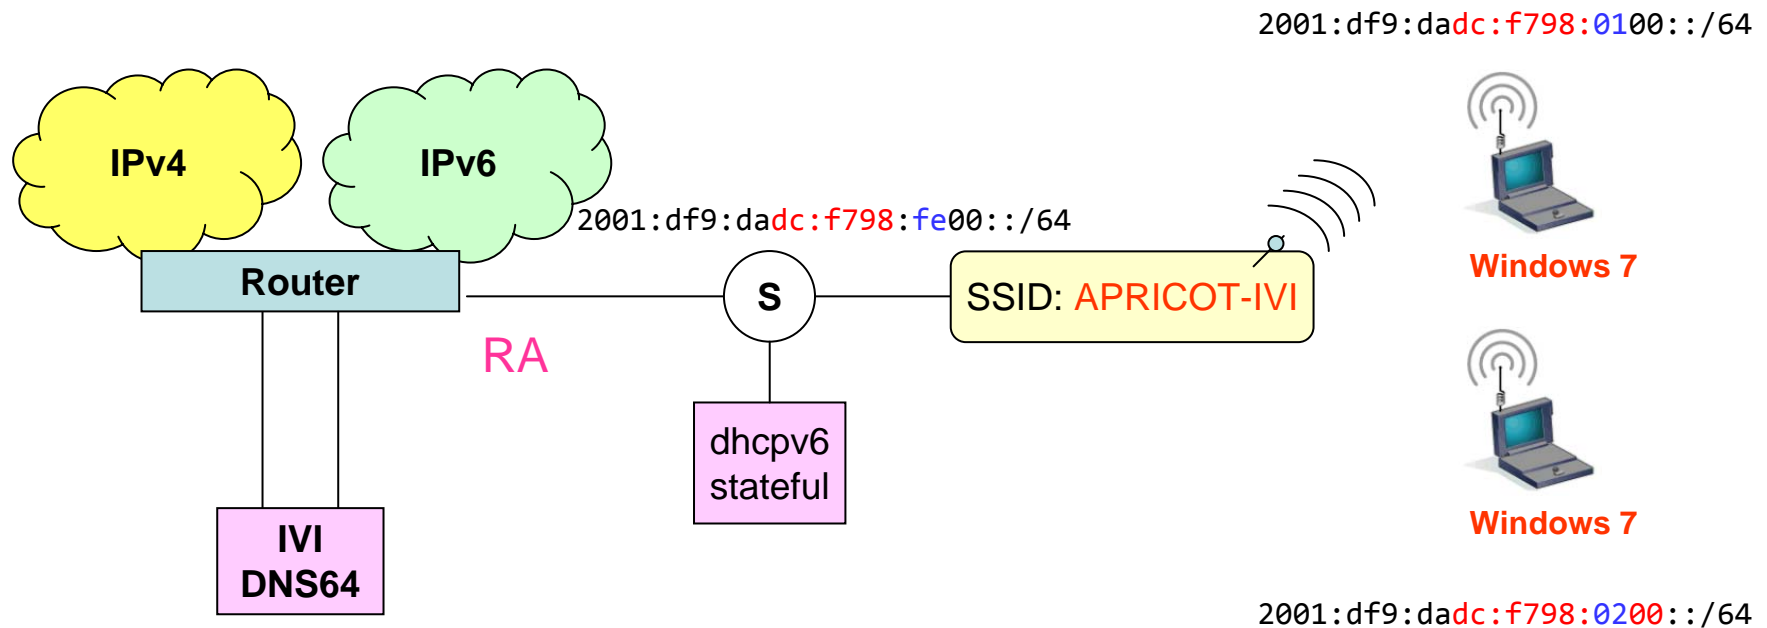 2001:df9:dadc:f798:0100::/64
IPv4
IPv6
2001:df9:dadc:f798:fe00::/64
Router
S
SSID: APRICOT-IVI
Windows 7
RA
dhcpv6
stateful
IVI
DNS64
Windows 7
2001:df9:dadc:f798:0200::/64